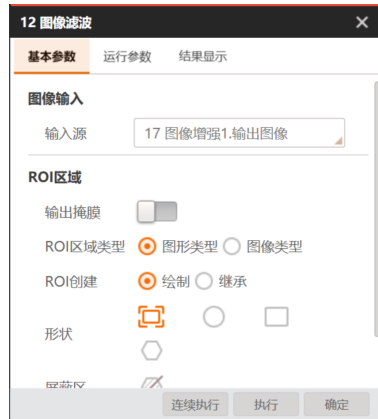 12 图像滤波
基本参数 运行参数 结果显示
图像输入
输入源 17 图像增强1.输出图像
ROI区域
输出掩膜
ROI区域类型 图形类型 图像类型
ROI创建 绘制 继承
形状
屏蔽区
连续执行 执行 确定